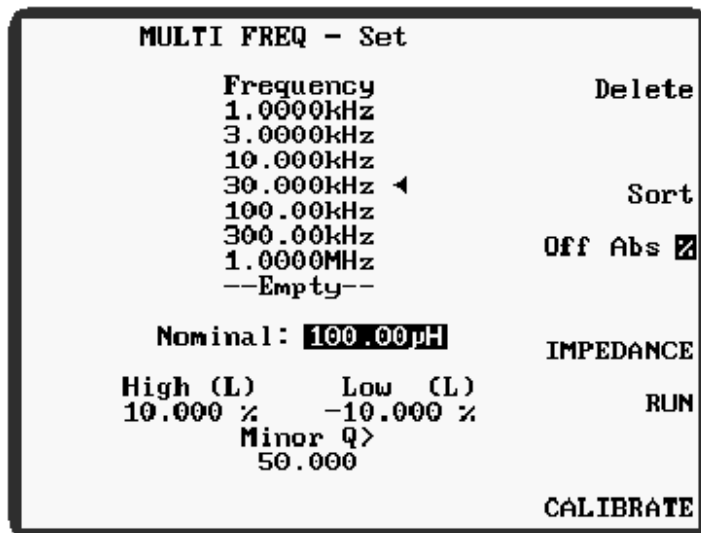 MULTI FREQ - Set
Frequency
1.0000kHz
3.0000kHz
10.000kHz
30.000kHz ◄
100.00kHz
300.00kHz
1.0000MHz
--Empty--
Nominal: 100.00µH
High (L) Low (L)
10.000 % -10.000 %
Minor Q>
50.000
Delete
Sort
Off Abs %
IMPEDANCE
RUN
CALIBRATE